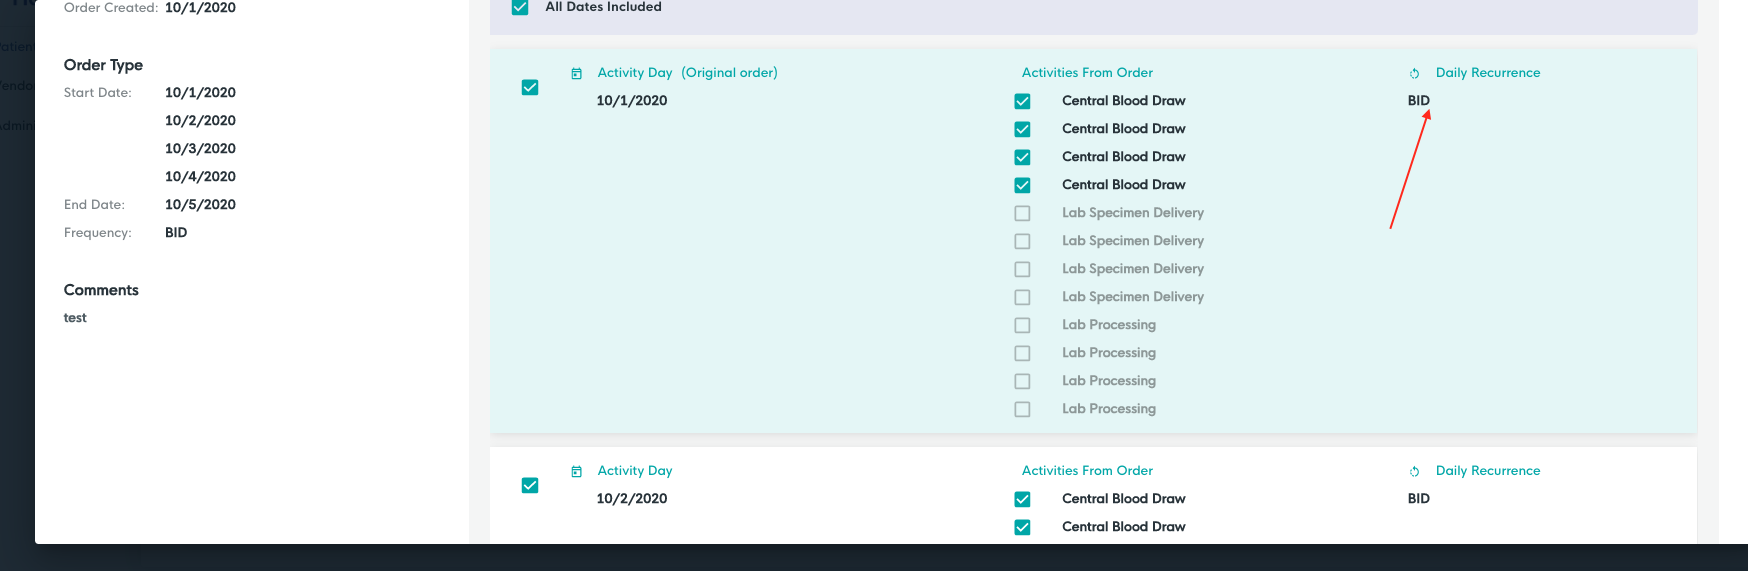 Order Created: 10/1/2020
Order Type
Start Date: 10/1/2020
10/2/2020
10/3/2020
10/4/2020
End Date: 10/5/2020
Frequency: BID
Comments
test
All Dates Included
Activity Day (Original order) Activities From Order Daily Recurrence
10/1/2020 Central Blood Draw BID
Central Blood Draw
Central Blood Draw
Central Blood Draw
Lab Specimen Delivery
Lab Specimen Delivery
Lab Specimen Delivery
Lab Specimen Delivery
Lab Processing
Lab Processing
Lab Processing
Lab Processing
Activity Day Activities From Order Daily Recurrence
10/2/2020 Central Blood Draw BID
Central Blood Draw